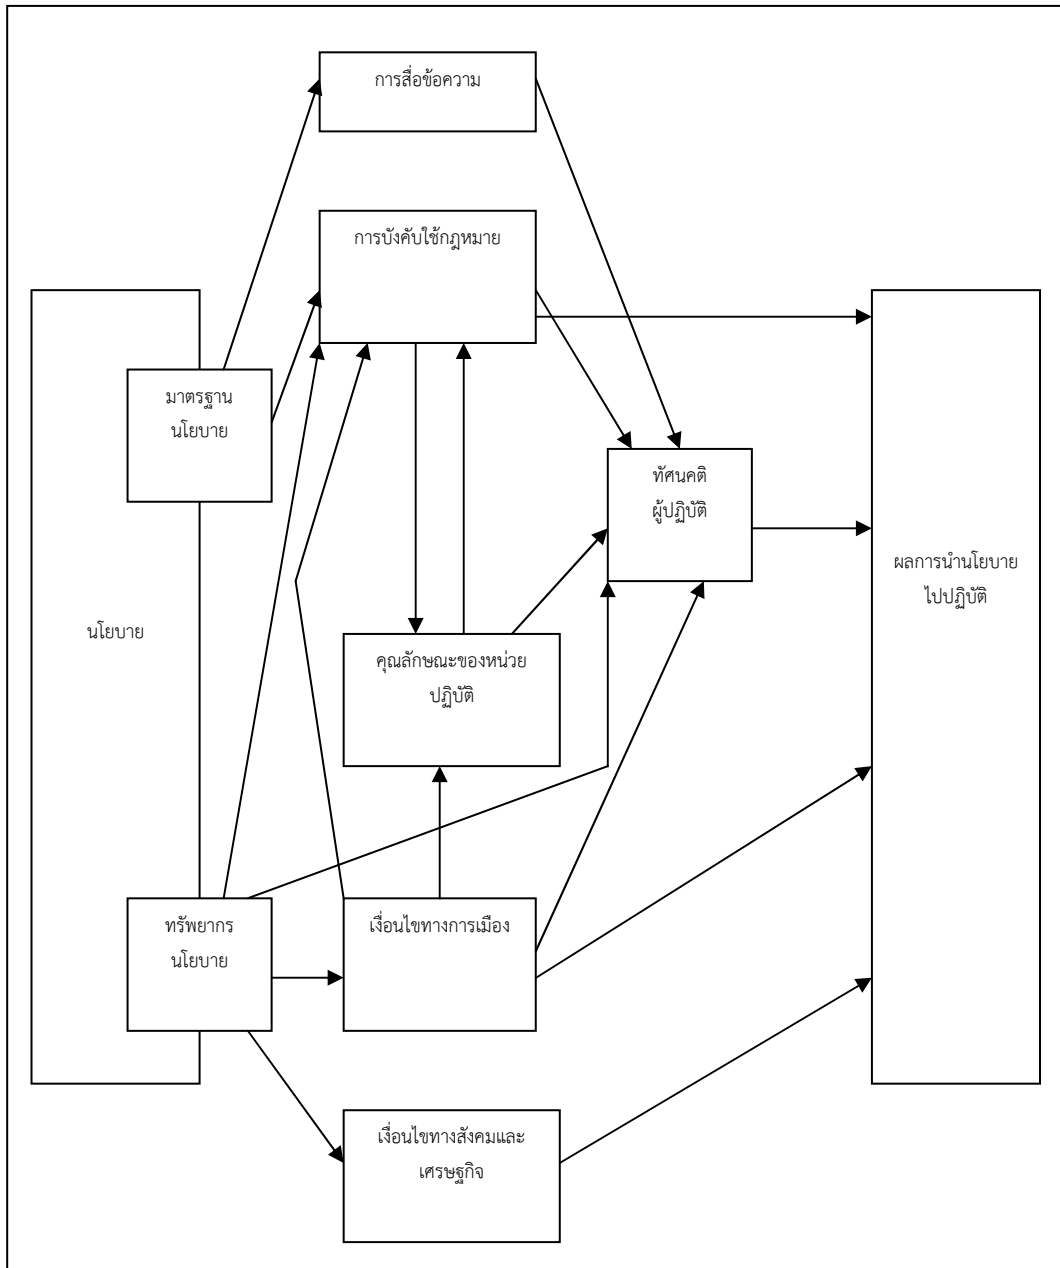 การสื่อข้อความ
การบังคับใช้กฎหมาย
มาตรฐาน
นโยบาย
ทัศนคติ
ผู้ปฏิบัติ
ผลการนำนโยบาย
ไปปฏิบัติ
นโยบาย
คุณลักษณะของหน่วย
ปฏิบัติ
ทรัพยากร
นโยบาย
เงื่อนไขทางการเมือง
เงื่อนไขทางสังคมและ
เศรษฐกิจ